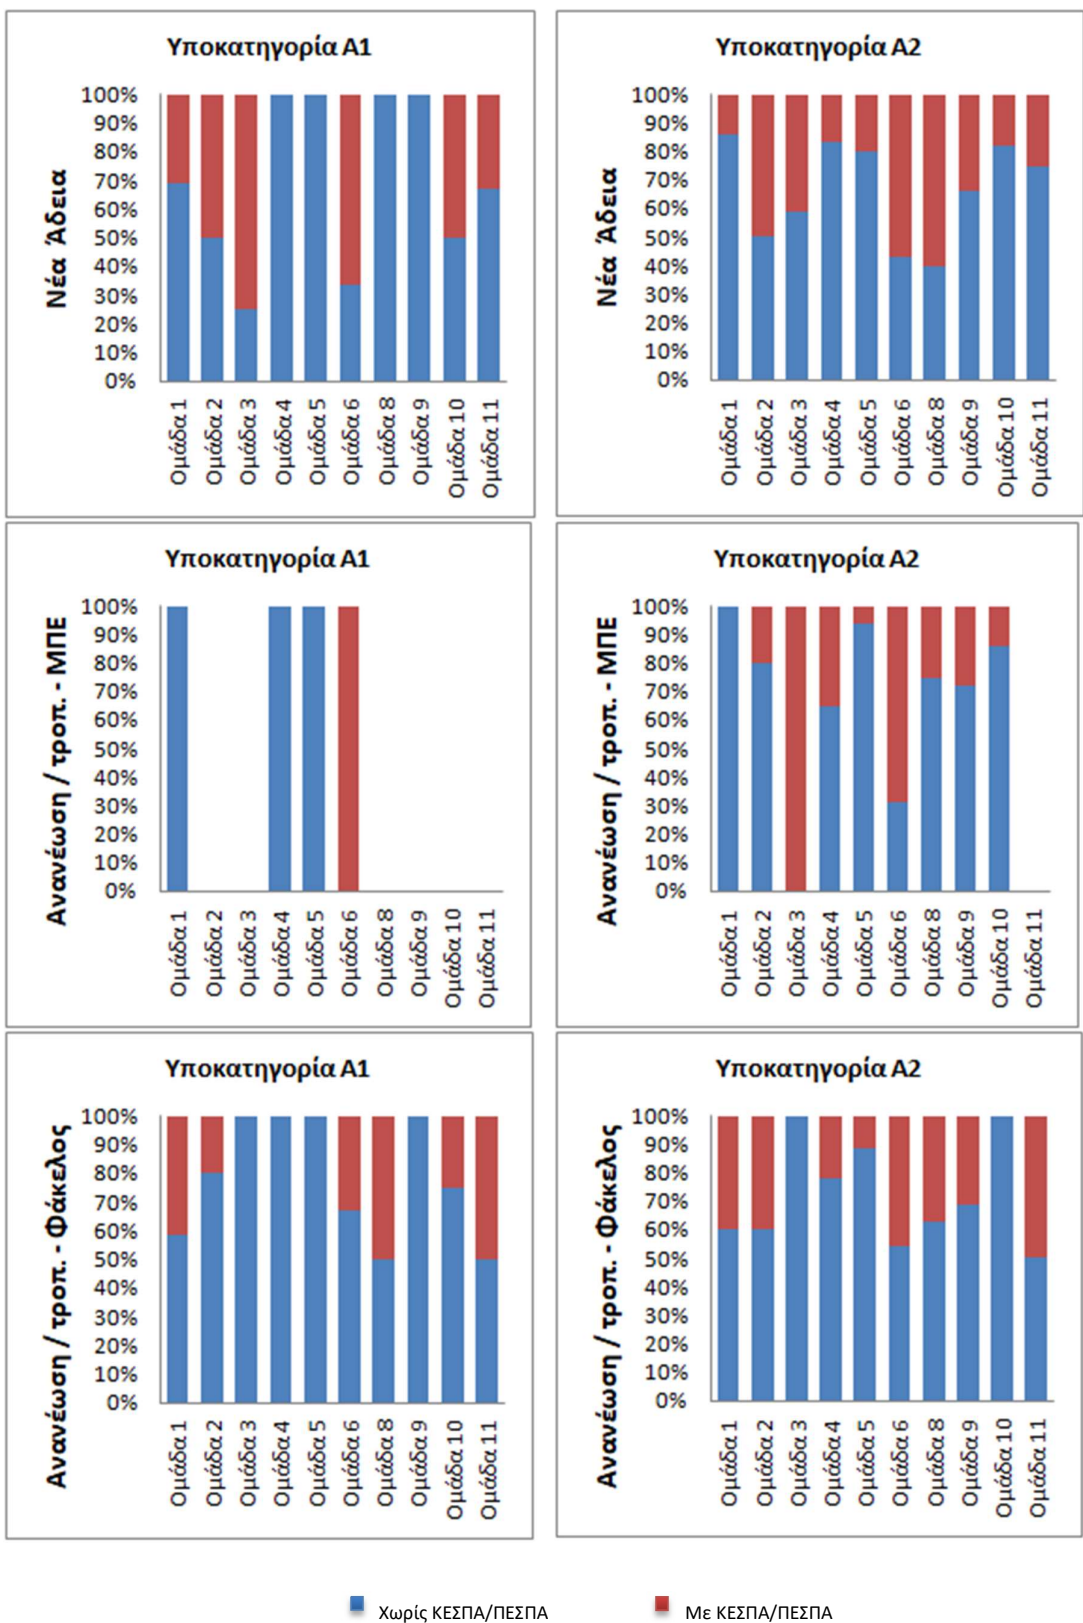 Υποκατηγορία Α1
Νέα Άδεια
100%
90%
80%
70%
60%
50%
40%
30%
20%
10%
0%
Ομάδα 1
Ομάδα 2
Ομάδα 3
Ομάδα 4
Ομάδα 5
Ομάδα 6
Ομάδα 8
Ομάδα 9
Ομάδα 10
Ομάδα 11
Υποκατηγορία Α2
Νέα Άδεια
100%
90%
80%
70%
60%
50%
40%
30%
20%
10%
0%
Ομάδα 1
Ομάδα 2
Ομάδα 3
Ομάδα 4
Ομάδα 5
Ομάδα 6
Ομάδα 8
Ομάδα 9
Ομάδα 10
Ομάδα 11
Υποκατηγορία Α1
Ανανέωση / τροπ. - ΜΠΕ
100%
90%
80%
70%
60%
50%
40%
30%
20%
10%
0%
Ομάδα 1
Ομάδα 2
Ομάδα 3
Ομάδα 4
Ομάδα 5
Ομάδα 6
Ομάδα 8
Ομάδα 9
Ομάδα 10
Ομάδα 11
Υποκατηγορία Α2
Ανανέωση / τροπ. - ΜΠΕ
100%
90%
80%
70%
60%
50%
40%
30%
20%
10%
0%
Ομάδα 1
Ομάδα 2
Ομάδα 3
Ομάδα 4
Ομάδα 5
Ομάδα 6
Ομάδα 8
Ομάδα 9
Ομάδα 10
Ομάδα 11
Υποκατηγορία Α1
Ανανέωση / τροπ. - Φάκελος
100%
90%
80%
70%
60%
50%
40%
30%
20%
10%
0%
Ομάδα 1
Ομάδα 2
Ομάδα 3
Ομάδα 4
Ομάδα 5
Ομάδα 6
Ομάδα 8
Ομάδα 9
Ομάδα 10
Ομάδα 11
Υποκατηγορία Α2
Ανανέωση / τροπ. - Φάκελος
100%
90%
80%
70%
60%
50%
40%
30%
20%
10%
0%
Ομάδα 1
Ομάδα 2
Ομάδα 3
Ομάδα 4
Ομάδα 5
Ομάδα 6
Ομάδα 8
Ομάδα 9
Ομάδα 10
Ομάδα 11
Χωρίς ΚΕΣΠΑ/ΠΕΣΠΑ
Με ΚΕΣΠΑ/ΠΕΣΠΑ